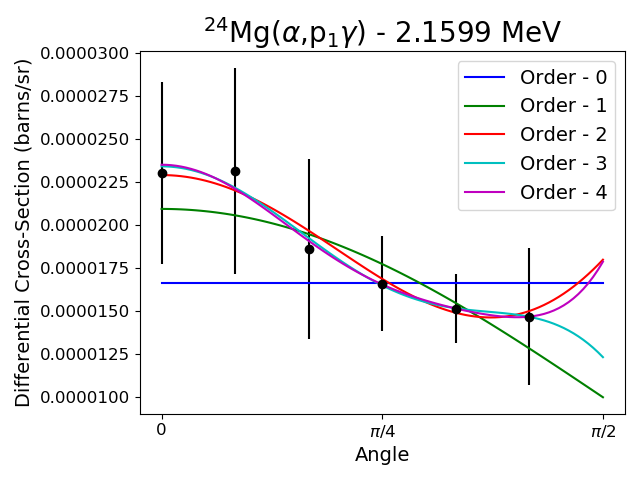 ²⁴Mg(α,p₁γ) - 2.1599 MeV
Differential Cross-Section (barns/sr)
0.0000300
0.0000275
0.0000250
0.0000225
0.0000200
0.0000175
0.0000150
0.0000125
0.0000100
Order - 0
Order - 1
Order - 2
Order - 3
Order - 4
0 π/4 π/2
Angle